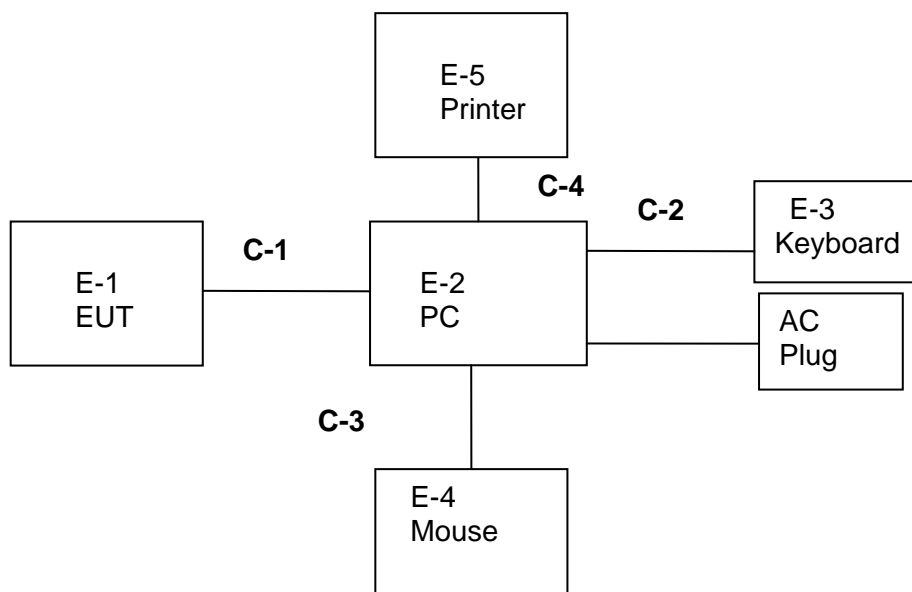 E-5
Printer
C-4
C-2
E-3
Keyboard
C-1
E-1
EUT
E-2
PC
AC
Plug
C-3
E-4
Mouse